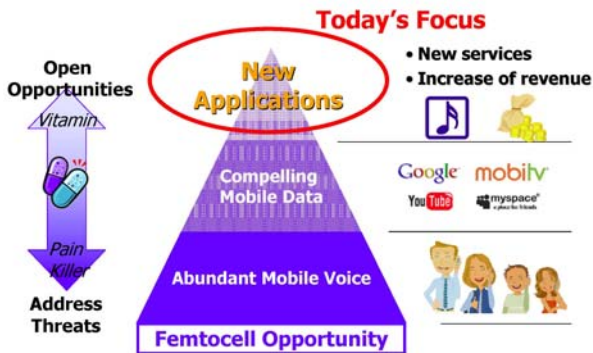 Today's Focus
Open
Opportunities
Vitamin
Pain
Killer
Address
Threats
New
Applications
Compelling
Mobile Data
Abundant Mobile Voice
Femtocell Opportunity
• New services
• Increase of revenue
Google
mobitv
YouTube
myspace
a place for friends